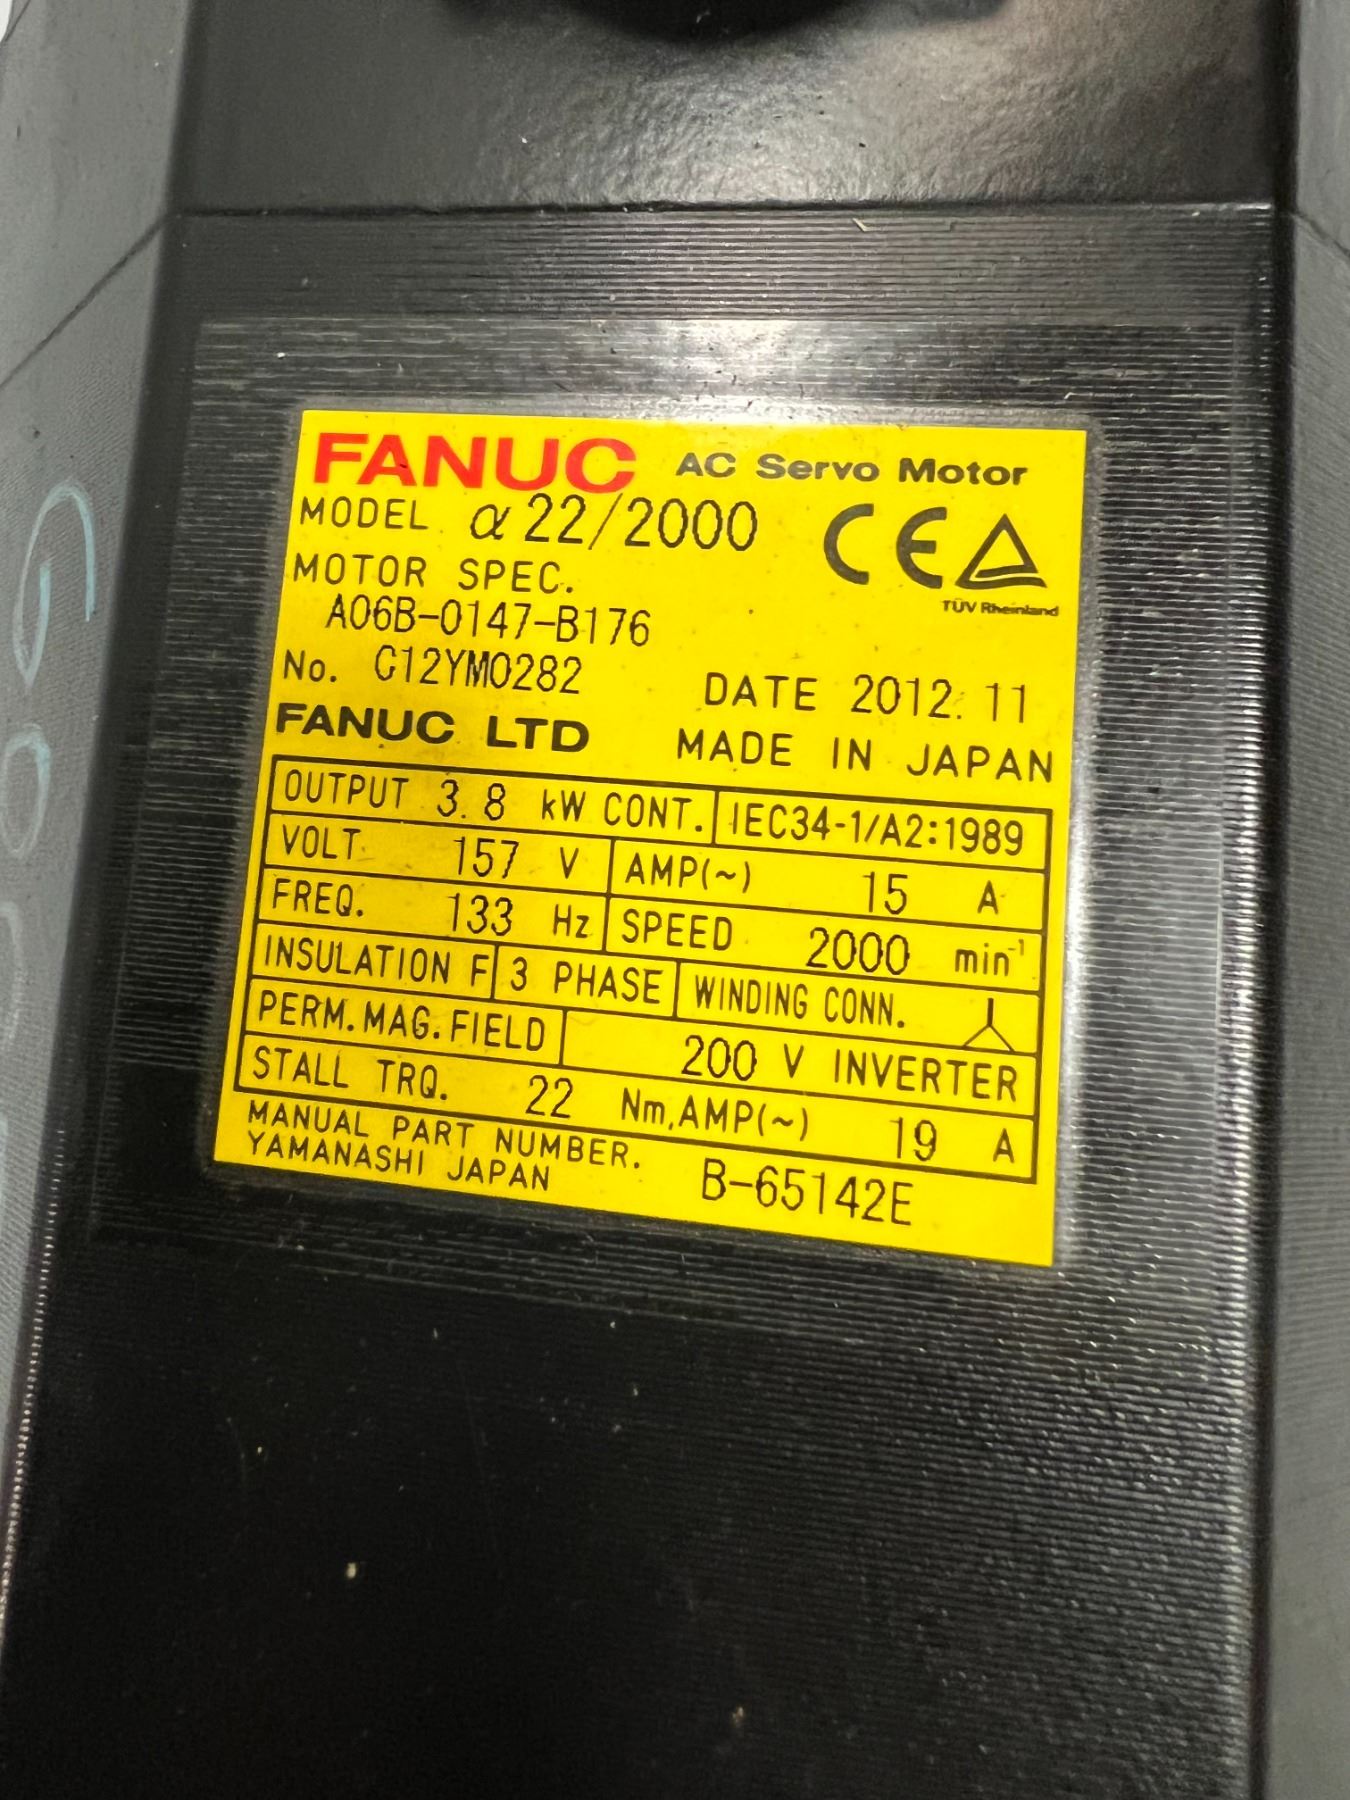 FANUC AC Servo Motor
MODEL α22/2000 CE
TÜV Rheinland
MOTOR SPEC.
A06B-0147-B176
No. C12YM0282 DATE 2012.11
FANUC LTD MADE IN JAPAN
OUTPUT 3.8 kW CONT. IEC34-1/A2:1989
VOLT. 157 V AMP(~) 15 A
FREQ. 133 Hz SPEED 2000 min⁻¹
INSULATION F 3 PHASE WINDING CONN.
PERM.MAG.FIELD 200 V INVERTER
STALL TRQ. 22 Nm,AMP(~) 19 A
MANUAL PART NUMBER. B-65142E
YAMANASHI JAPAN